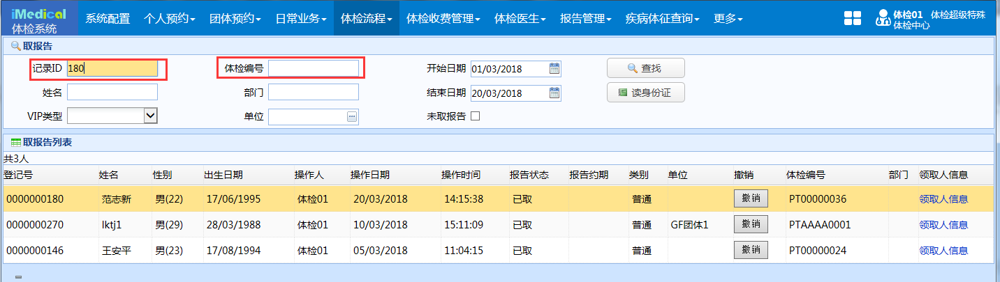 iMedical 体检系统 系统配置 个人预约 团体预约 日常业务 体检流程 体检收费管理 体检医生 报告管理 疾病体征查询 更多 体检01 体检超级特殊 体检中心
取报告
记录ID 180 体检编号 开始日期 01/03/2018 查找
姓名 部门 结束日期 20/03/2018 读身份证
VIP类型 单位 未取报告
取报告列表
共3人
登记号 姓名 性别 出生日期 操作人 操作日期 操作时间 报告状态 报告约期 类别 单位 撤销 体检编号 部门 领取人信息
0000000180 范志新 男(22) 17/06/1995 体检01 20/03/2018 14:15:38 已取 普通 撤销 PT00000036 领取人信息
0000000270 lktj1 男(29) 28/03/1988 体检01 10/03/2018 15:11:09 已取 普通 GF团体1 撤销 PTAAAA0001 领取人信息
0000000146 王安平 男(23) 17/08/1994 体检01 05/03/2018 11:04:15 已取 普通 撤销 PT00000024 领取人信息